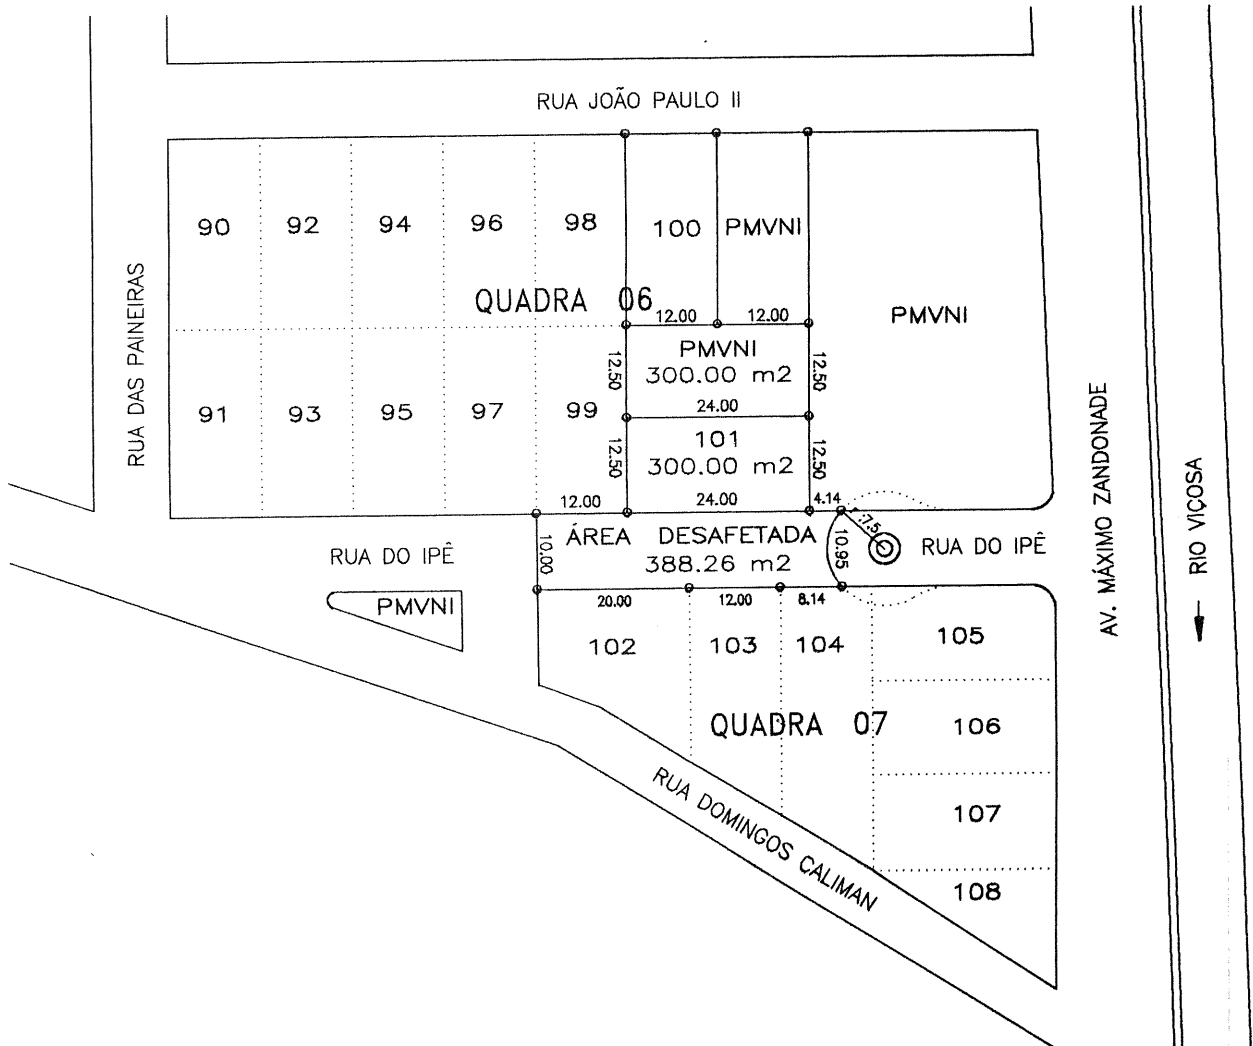 RUA JOÃO PAULO II
90
92
94
96
98
100
PMVNI
QUADRA 06
PMVNI
RUA DAS PAINEIRAS
12.00
12.00
12.50
PMVNI
12.50
300.00 m2
24.00
91
93
95
97
99
101
12.50
300.00 m2
12.50
12.00
24.00
4.14
AV. MÁXIMO ZANDONADE
RIO VIÇOSA
RUA DO IPÊ
10.00
ÁREA DESAFETADA
388.26 m2
10.95
r.:7.5
RUA DO IPÊ
PMVNI
20.00
12.00
8.14
102
103
104
105
QUADRA 07
106
RUA DOMINGOS CALIMAN
107
108